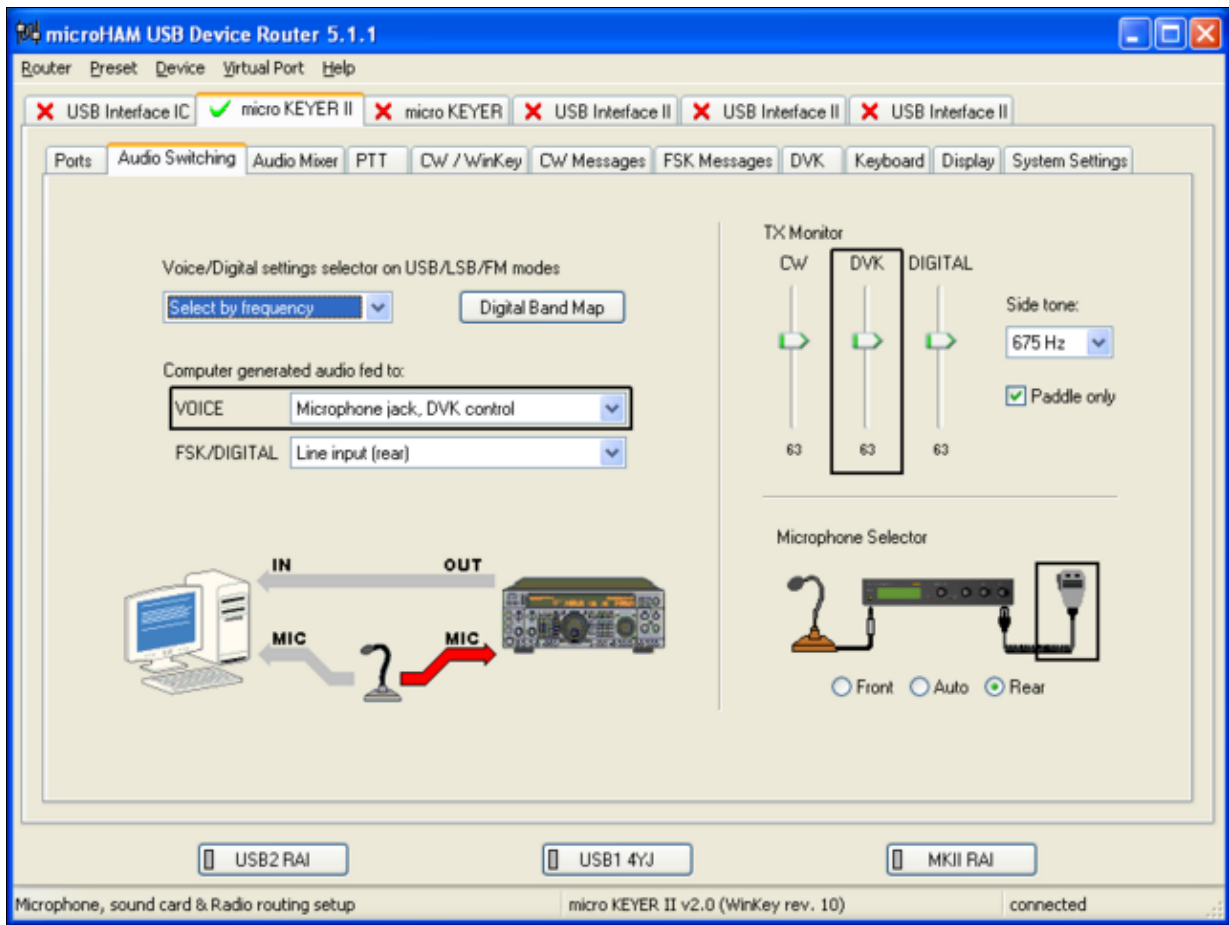 microHAM USB Device Router 5.1.1
Router Preset Device Virtual Port Help
USB Interface IC micro KEYER II micro KEYER USB Interface II USB Interface II USB Interface II
Ports Audio Switching Audio Mixer PTT CW / WinKey CW Messages FSK Messages DVK Keyboard Display System Settings
Voice/Digital settings selector on USB/LSB/FM modes
Select by frequency Digital Band Map
Computer generated audio fed to:
VOICE Microphone jack, DVK control
FSK/DIGITAL Line input (rear)
IN OUT
MIC MIC
TX Monitor
CW DVK DIGITAL
Side tone:
675 Hz
Paddle only
63 63 63
Microphone Selector
Front Auto Rear
USB2 RAI USB1 4YJ MKII RAI
Microphone, sound card & Radio routing setup micro KEYER II v2.0 (WinKey rev. 10) connected